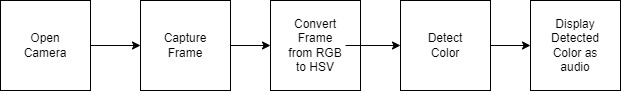 Open
Camera
Capture
Frame
Convert
Frame
from RGB
to HSV
Detect
Color
Display
Detected
Color as
audio